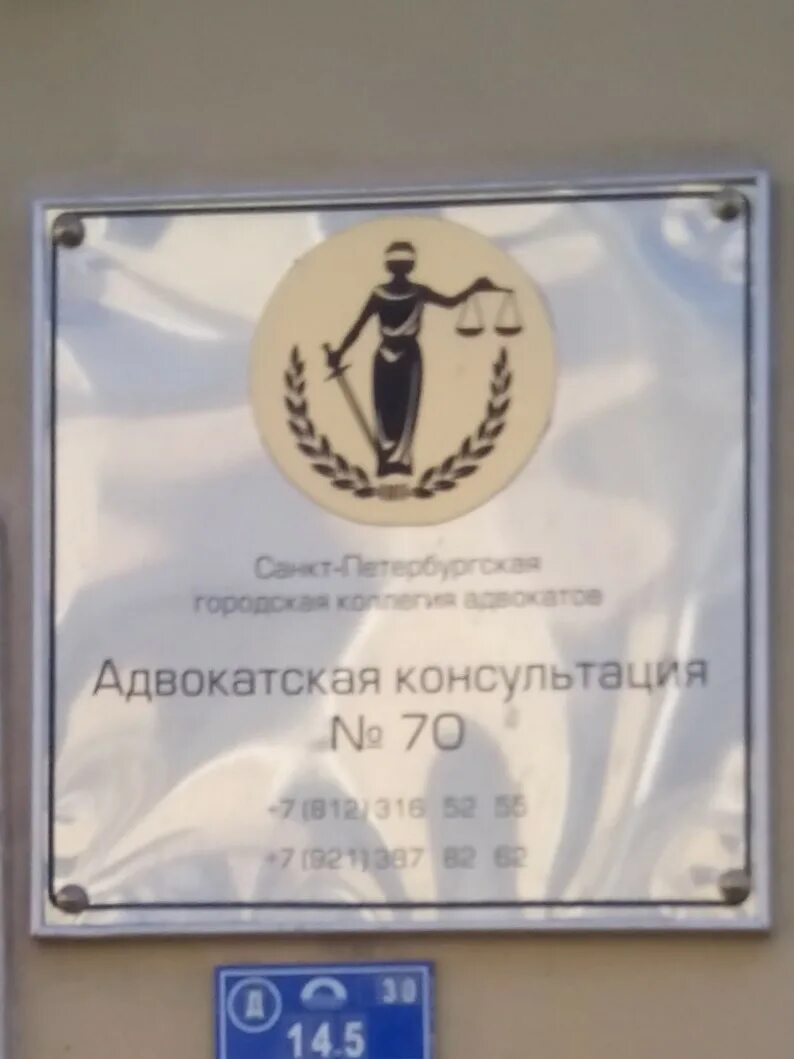 Санкт-Петербургская
городская коллегия адвокатов
Адвокатская консультация
№ 70
+7 (812) 316 52 55
+7 (921) 387 82 62
Д 30
14.5